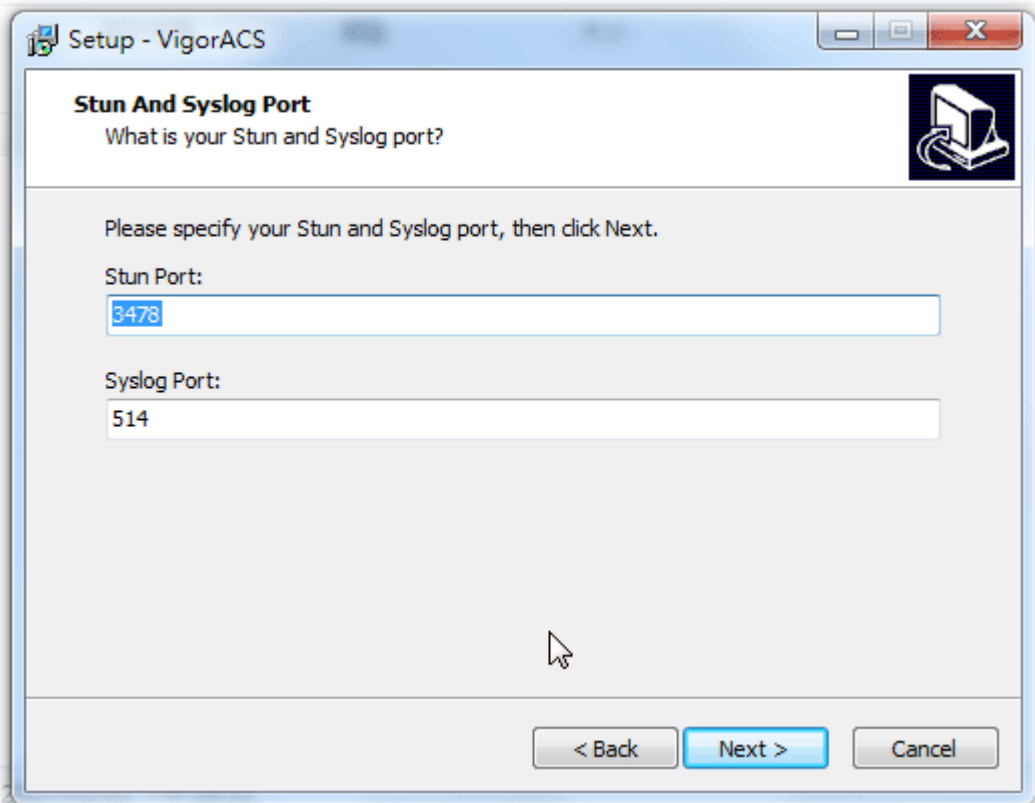 Setup - VigorACS
Stun And Syslog Port
What is your Stun and Syslog port?
Please specify your Stun and Syslog port, then click Next.
Stun Port:
3478
Syslog Port:
514
< Back
Next >
Cancel